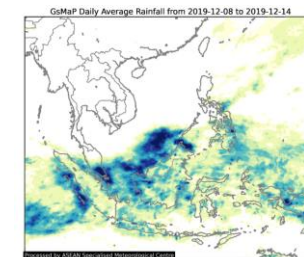 GsMaP Daily Average Rainfall from 2019-12-08 to 2019-12-14
Processed by ASEAN Specialised Meteorological Centre